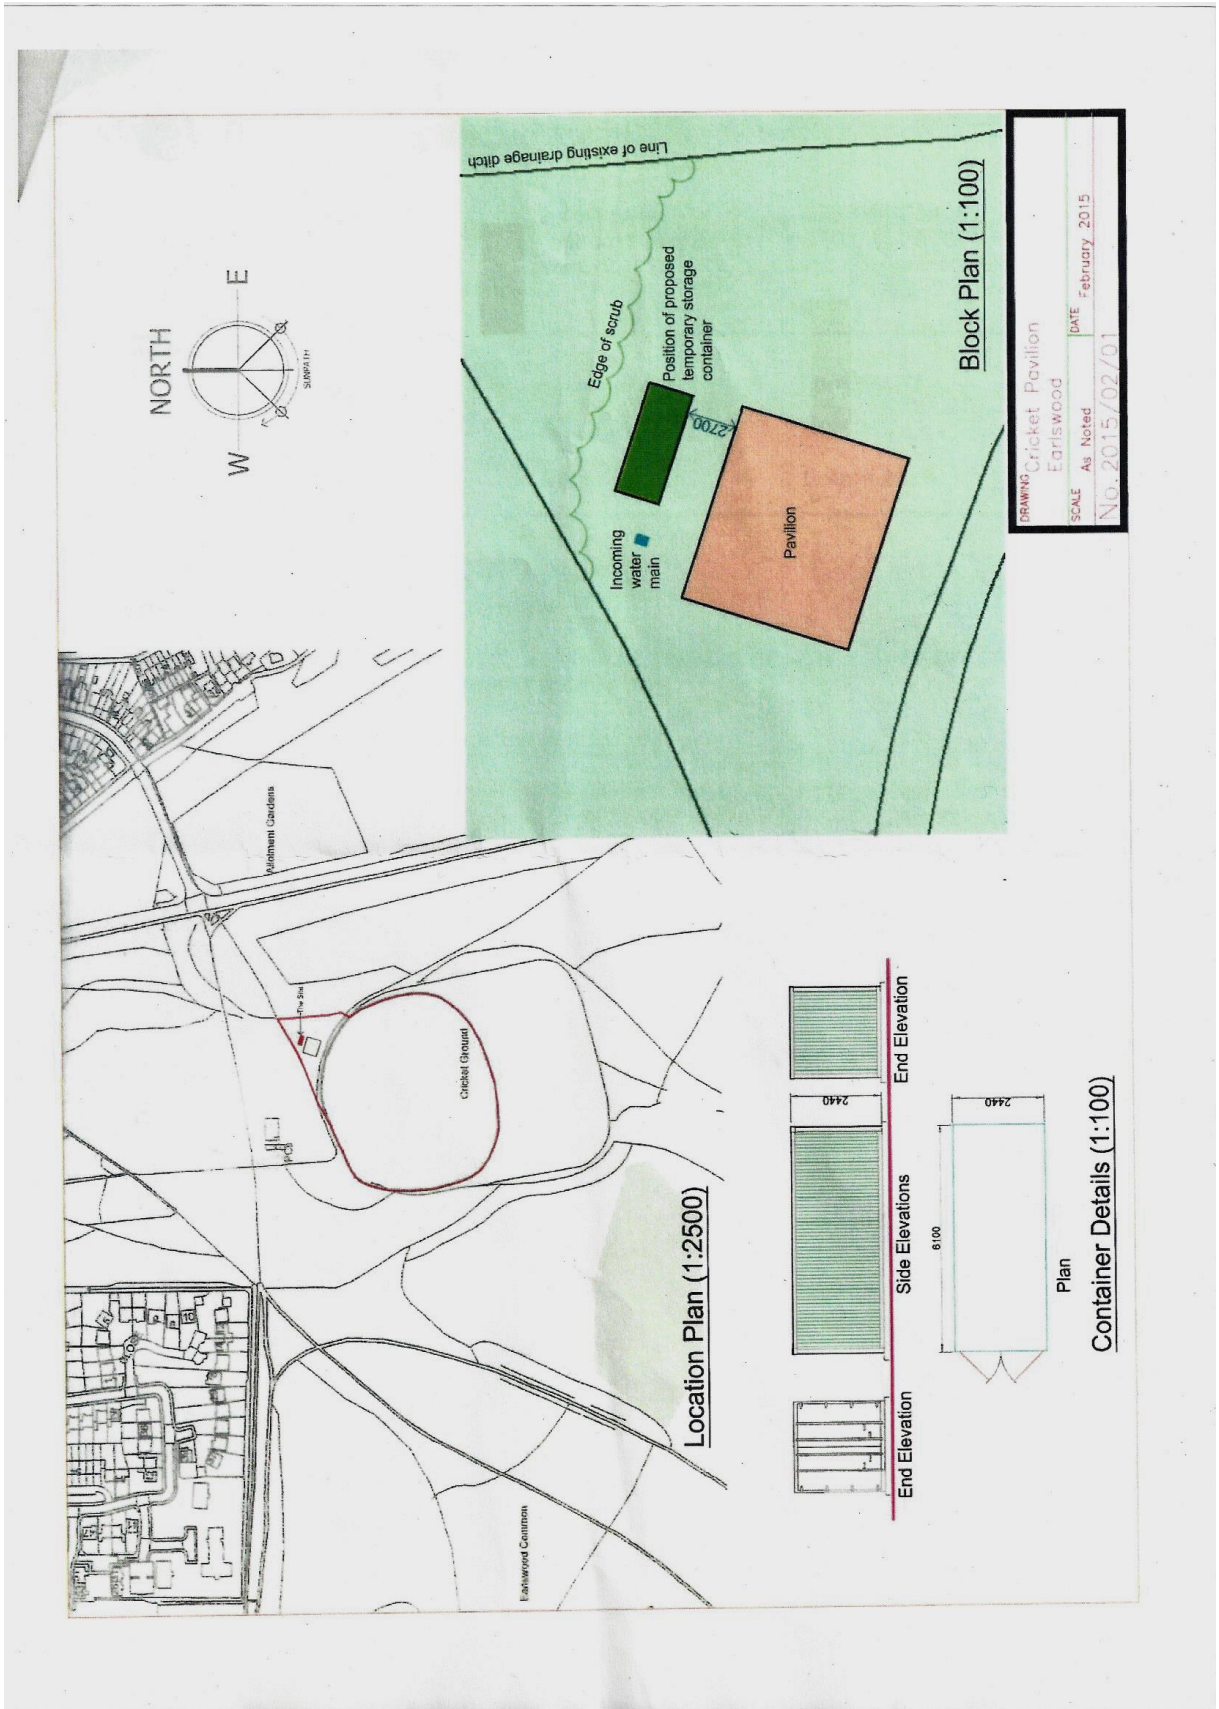 NORTH
W
E
SUNPATH
Allotment Gardens
The Site
Cricket Ground
Earlswood Common
Location Plan (1:2500)
Line of existing drainage ditch
Edge of scrub
Position of proposed
temporary storage
container
2700
Incoming
water
main
Pavilion
Block Plan (1:100)
End Elevation
Side Elevations
2440
End Elevation
6100
2440
Plan
Container Details (1:100)
DRAWING Cricket Pavilion
Earlswood
SCALE As Noted DATE February 2015
No. 2015/02/01